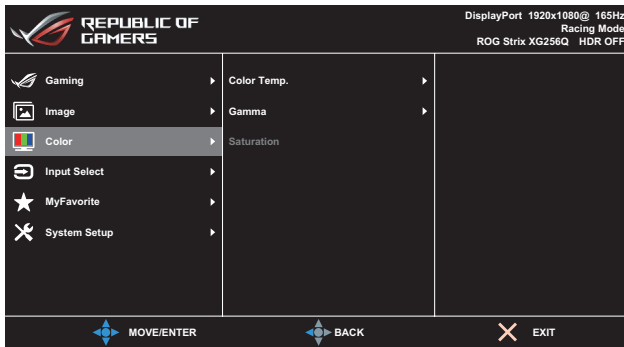 REPUBLIC OF
GAMERS
DisplayPort 1920x1080@ 165Hz
Racing Mode
ROG Strix XG256Q HDR OFF
Gaming
Image
Color
Input Select
MyFavorite
System Setup
Color Temp.
Gamma
Saturation
MOVE/ENTER
BACK
EXIT